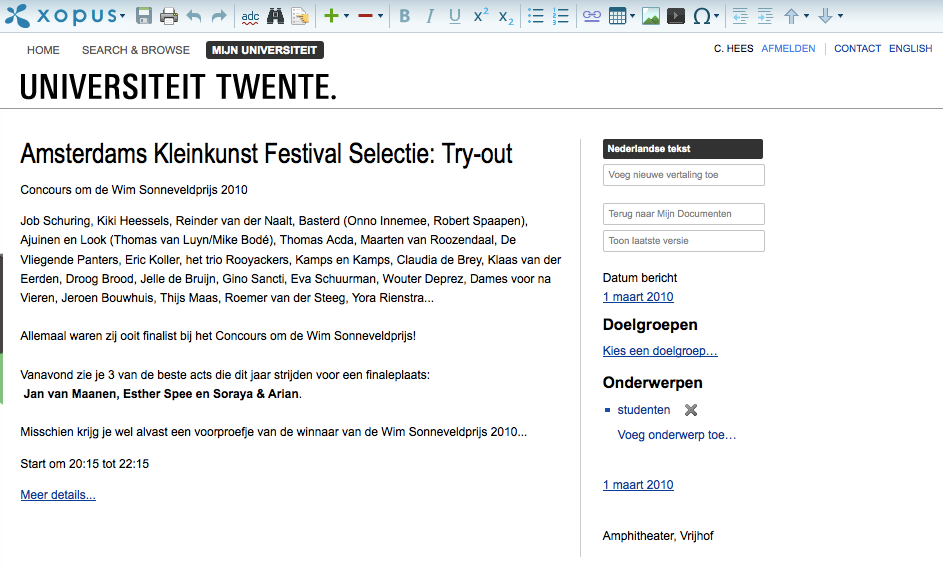 xopus
abc B I U x² x₂ Ω
HOME SEARCH & BROWSE MIJN UNIVERSITEIT C. HEES AFMELDEN CONTACT ENGLISH
UNIVERSITEIT TWENTE.
Amsterdams Kleinkunst Festival Selectie: Try-out
Concours om de Wim Sonneveldprijs 2010
Job Schuring, Kiki Heessels, Reinder van der Naalt, Basterd (Onno Innemee, Robert Spaapen),
Ajuinen en Look (Thomas van Luyn/Mike Bodé), Thomas Acda, Maarten van Roozendaal, De
Vliegende Panters, Eric Koller, het trio Rooyackers, Kamps en Kamps, Claudia de Brey, Klaas van der
Eerden, Droog Brood, Jelle de Bruijn, Gino Sancti, Eva Schuurman, Wouter Deprez, Dames voor na
Vieren, Jeroen Bouwhuis, Thijs Maas, Roemer van der Steeg, Yora Rienstra...
Allemaal waren zij ooit finalist bij het Concours om de Wim Sonneveldprijs!
Vanavond zie je 3 van de beste acts die dit jaar strijden voor een finaleplaats:
Jan van Maanen, Esther Spee en Soraya & Arian.
Misschien krijg je wel alvast een voorproefje van de winnaar van de Wim Sonneveldprijs 2010...
Start om 20:15 tot 22:15
Meer details...
Nederlandse tekst
Voeg nieuwe vertaling toe
Terug naar Mijn Documenten
Toon laatste versie
Datum bericht
1 maart 2010
Doelgroepen
Kies een doelgroep…
Onderwerpen
studenten
Voeg onderwerp toe…
1 maart 2010
Amphitheater, Vrijhof